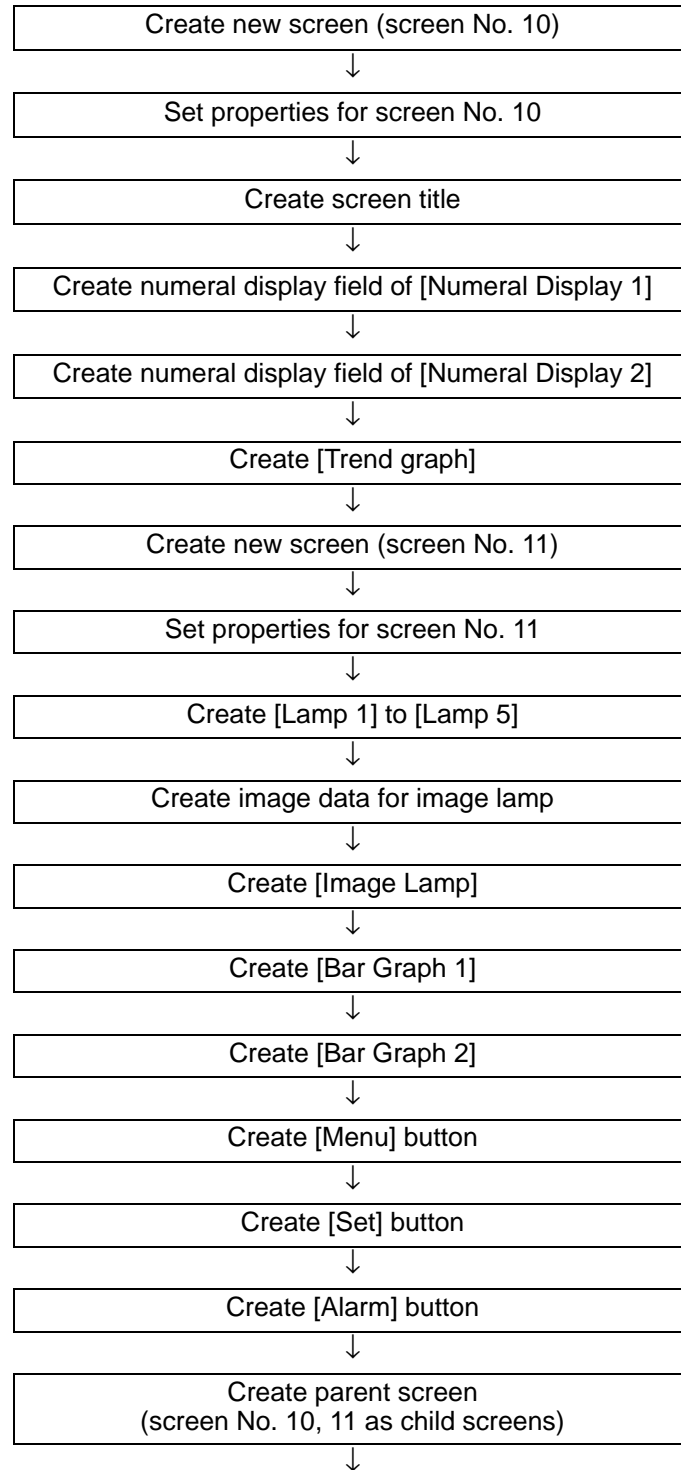 Create new screen (screen No. 10)
↓
Set properties for screen No. 10
↓
Create screen title
↓
Create numeral display field of [Numeral Display 1]
↓
Create numeral display field of [Numeral Display 2]
↓
Create [Trend graph]
↓
Create new screen (screen No. 11)
↓
Set properties for screen No. 11
↓
Create [Lamp 1] to [Lamp 5]
↓
Create image data for image lamp
↓
Create [Image Lamp]
↓
Create [Bar Graph 1]
↓
Create [Bar Graph 2]
↓
Create [Menu] button
↓
Create [Set] button
↓
Create [Alarm] button
↓
Create parent screen
(screen No. 10, 11 as child screens)
↓